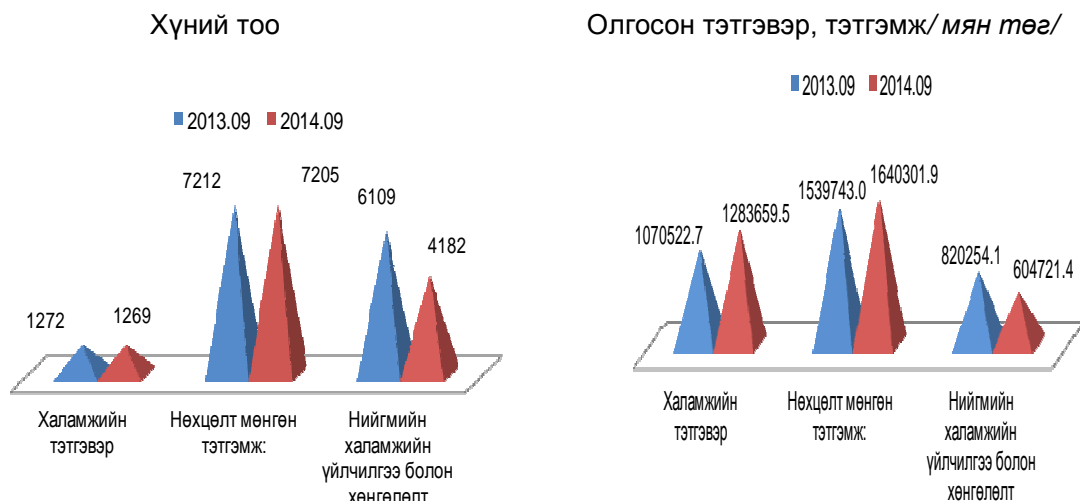 Хүний тоо
2013.09 2014.09
7212 7205
6109
4182
1272 1269
Халамжийн тэтгэвэр
Нөхцөлт мөнгөн тэтгэмж:
Нийгмийн халамжийн үйлчилгээ болон хөнгөлөлт
Олгосон тэтгэвэр, тэтгэмж/ мян төг/
2013.09 2014.09
1070522.7 1283659.5
1539743.0 1640301.9
820254.1 604721.4
Халамжийн тэтгэвэр
Нөхцөлт мөнгөн тэтгэмж:
Нийгмийн халамжийн үйлчилгээ болон хөнгөлөлт